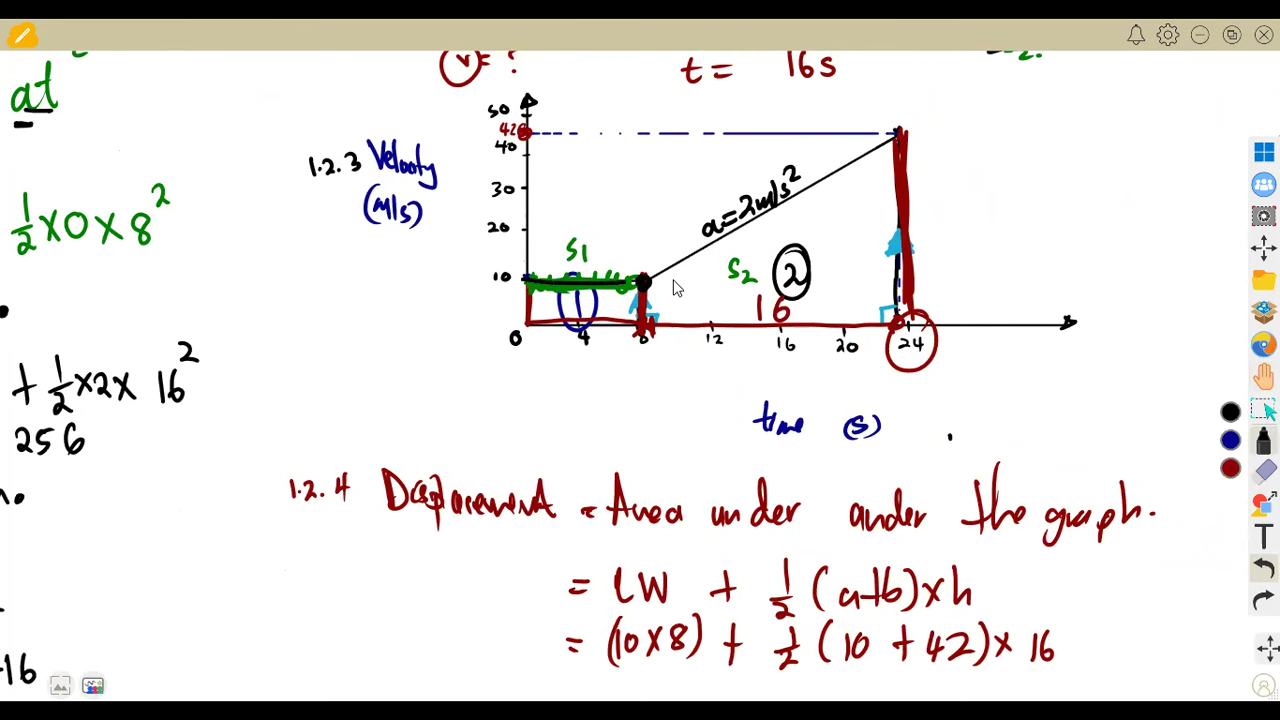 at
v = ?
t = 16s
½ × 0 × 8²
+ ½ × 2 × 16²
256
16
1.2.3 Velocity
(m/s)
50
42
40
30
20
10
0
4
8
12
16
20
24
S1
1
a = 2m/s²
S2
2
16
time (s)
1.2.4 Displacement = Area under under the graph.
= lw + ½ (a+b) × h
= (10×8) + ½ (10 + 42) × 16
T